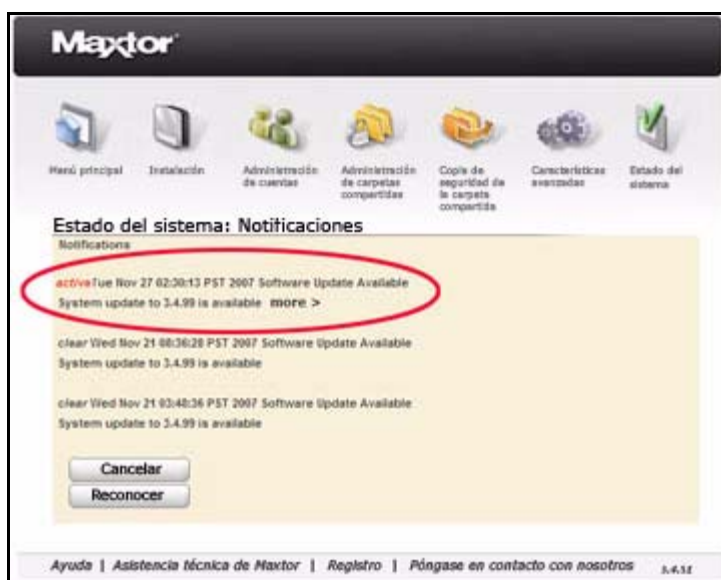 Maxtor
Menú principal
Instalación
Administración de cuentas
Administración de carpetas compartidas
Copia de seguridad de la carpeta compartida
Características avanzadas
Estado del sistema
Estado del sistema: Notificaciones
Notifications
active Tue Nov 27 02:30:13 PST 2007 Software Update Available
System update to 3.4.99 is available more >
clear Wed Nov 21 08:36:28 PST 2007 Software Update Available
System update to 3.4.99 is available
clear Wed Nov 21 03:48:36 PST 2007 Software Update Available
System update to 3.4.99 is available
Cancelar
Reconocer
Ayuda | Asistencia técnica de Maxtor | Registro | Póngase en contacto con nosotros